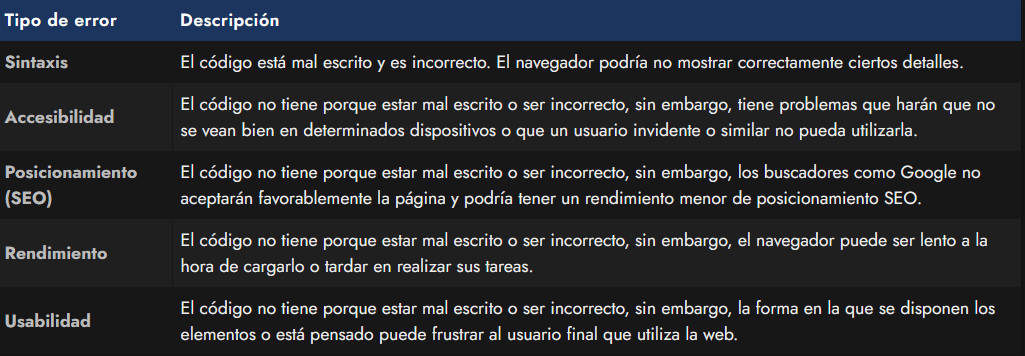 Tipo de error Descripción
Sintaxis El código está mal escrito y es incorrecto. El navegador podría no mostrar correctamente ciertos detalles.
Accesibilidad El código no tiene porque estar mal escrito o ser incorrecto, sin embargo, tiene problemas que harán que no
se vean bien en determinados dispositivos o que un usuario invidente o similar no pueda utilizarla.
Posicionamiento
(SEO) El código no tiene porque estar mal escrito o ser incorrecto, sin embargo, los buscadores como Google no
aceptarán favorablemente la página y podría tener un rendimiento menor de posicionamiento SEO.
Rendimiento El código no tiene porque estar mal escrito o ser incorrecto, sin embargo, el navegador puede ser lento a la
hora de cargarlo o tardar en realizar sus tareas.
Usabilidad El código no tiene porque estar mal escrito o ser incorrecto, sin embargo, la forma en la que se disponen los
elementos o está pensado puede frustrar al usuario final que utiliza la web.